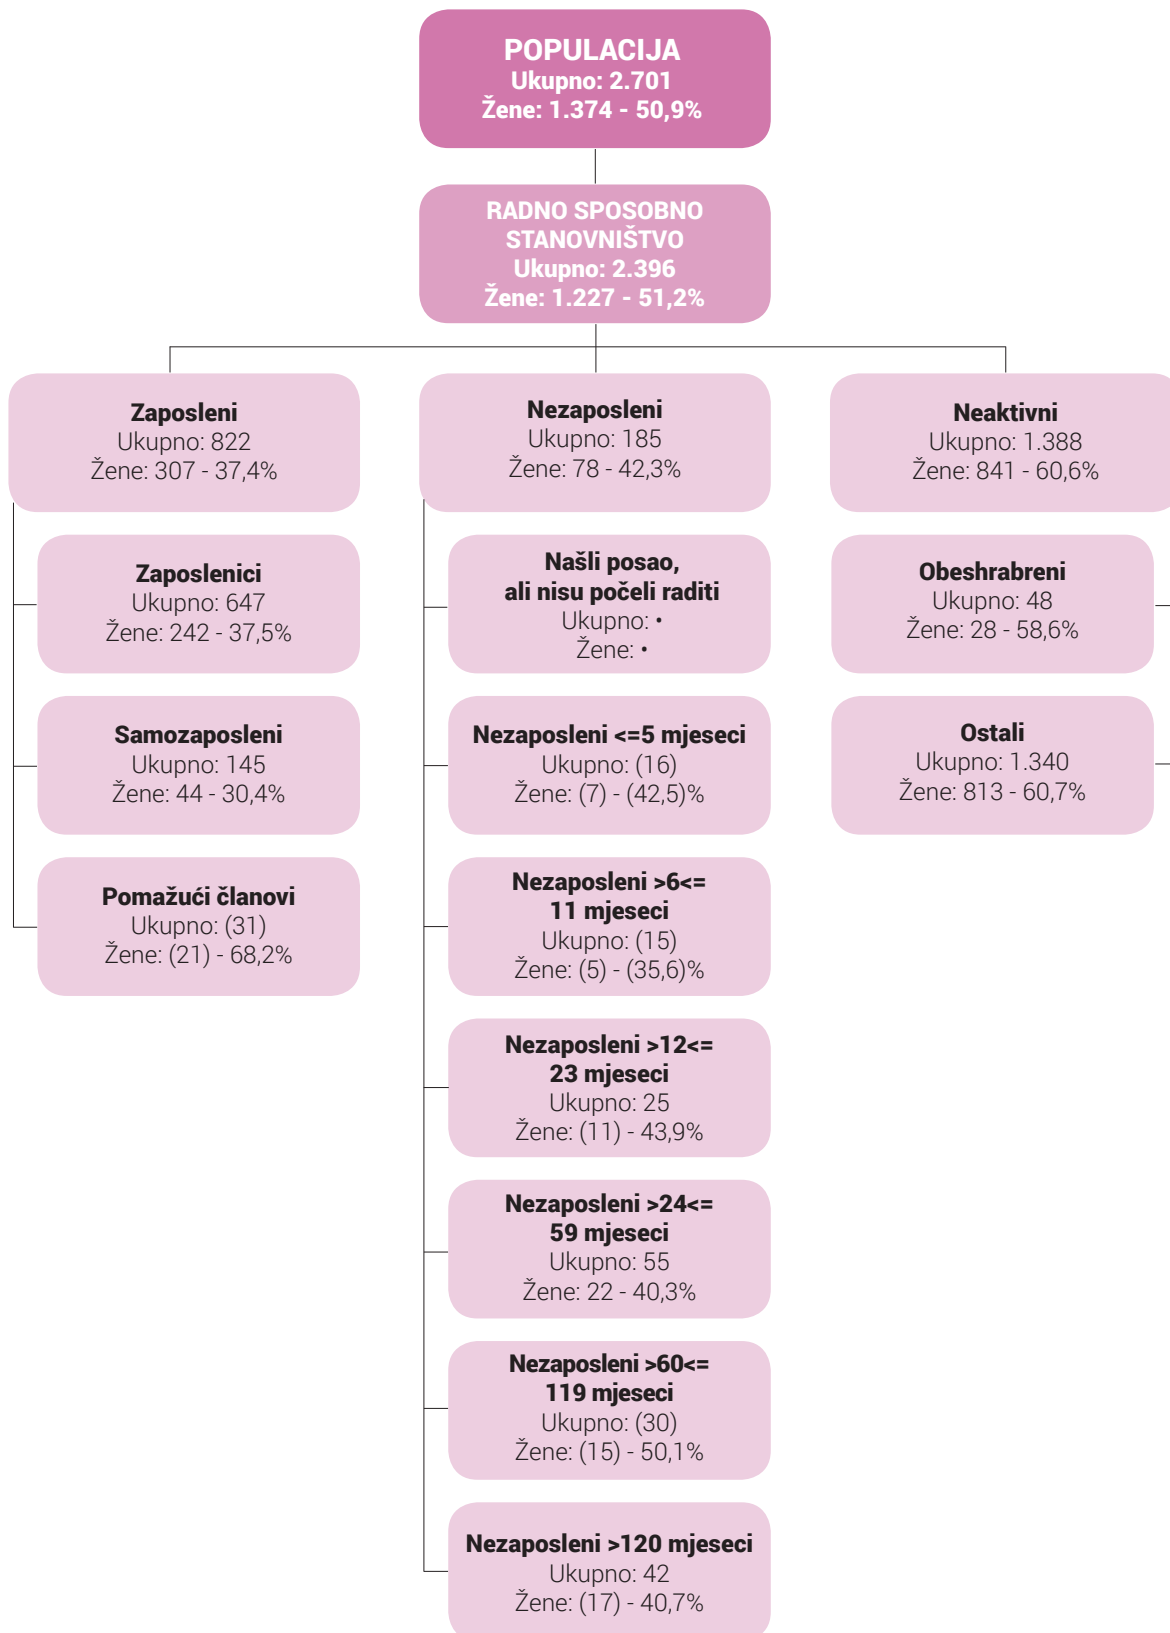 POPULACIJA
Ukupno: 2.701
Žene: 1.374 - 50,9%
RADNO SPOSOBNO
STANOVNIŠTVO
Ukupno: 2.396
Žene: 1.227 - 51,2%
Zaposleni
Ukupno: 822
Žene: 307 - 37,4%
Zaposlenici
Ukupno: 647
Žene: 242 - 37,5%
Samozaposleni
Ukupno: 145
Žene: 44 - 30,4%
Pomažući članovi
Ukupno: (31)
Žene: (21) - 68,2%
Nezaposleni
Ukupno: 185
Žene: 78 - 42,3%
Našli posao,
ali nisu počeli raditi
Ukupno: •
Žene: •
Nezaposleni <=5 mjeseci
Ukupno: (16)
Žene: (7) - (42,5)%
Nezaposleni >6<=
11 mjeseci
Ukupno: (15)
Žene: (5) - (35,6)%
Nezaposleni >12<=
23 mjeseci
Ukupno: 25
Žene: (11) - 43,9%
Nezaposleni >24<=
59 mjeseci
Ukupno: 55
Žene: 22 - 40,3%
Nezaposleni >60<=
119 mjeseci
Ukupno: (30)
Žene: (15) - 50,1%
Nezaposleni >120 mjeseci
Ukupno: 42
Žene: (17) - 40,7%
Neaktivni
Ukupno: 1.388
Žene: 841 - 60,6%
Obeshrabreni
Ukupno: 48
Žene: 28 - 58,6%
Ostali
Ukupno: 1.340
Žene: 813 - 60,7%